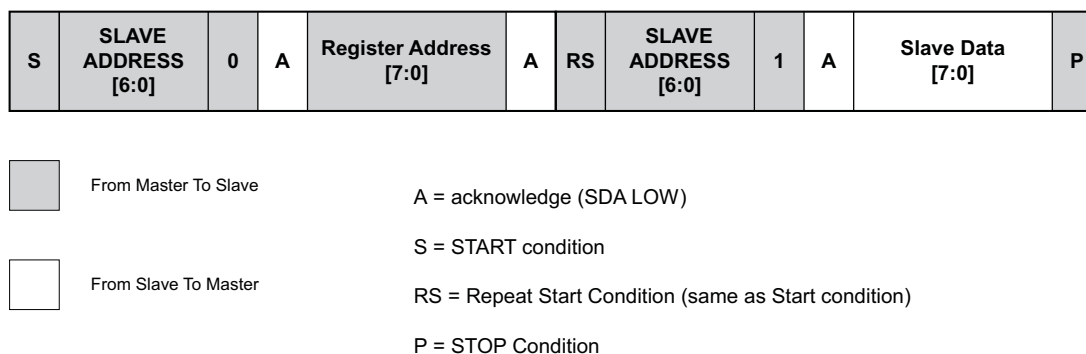 S
SLAVE
ADDRESS
[6:0]
0
A
Register Address
[7:0]
A
RS
SLAVE
ADDRESS
[6:0]
1
A
Slave Data
[7:0]
P
From Master To Slave
From Slave To Master
A = acknowledge (SDA LOW)
S = START condition
RS = Repeat Start Condition (same as Start condition)
P = STOP Condition